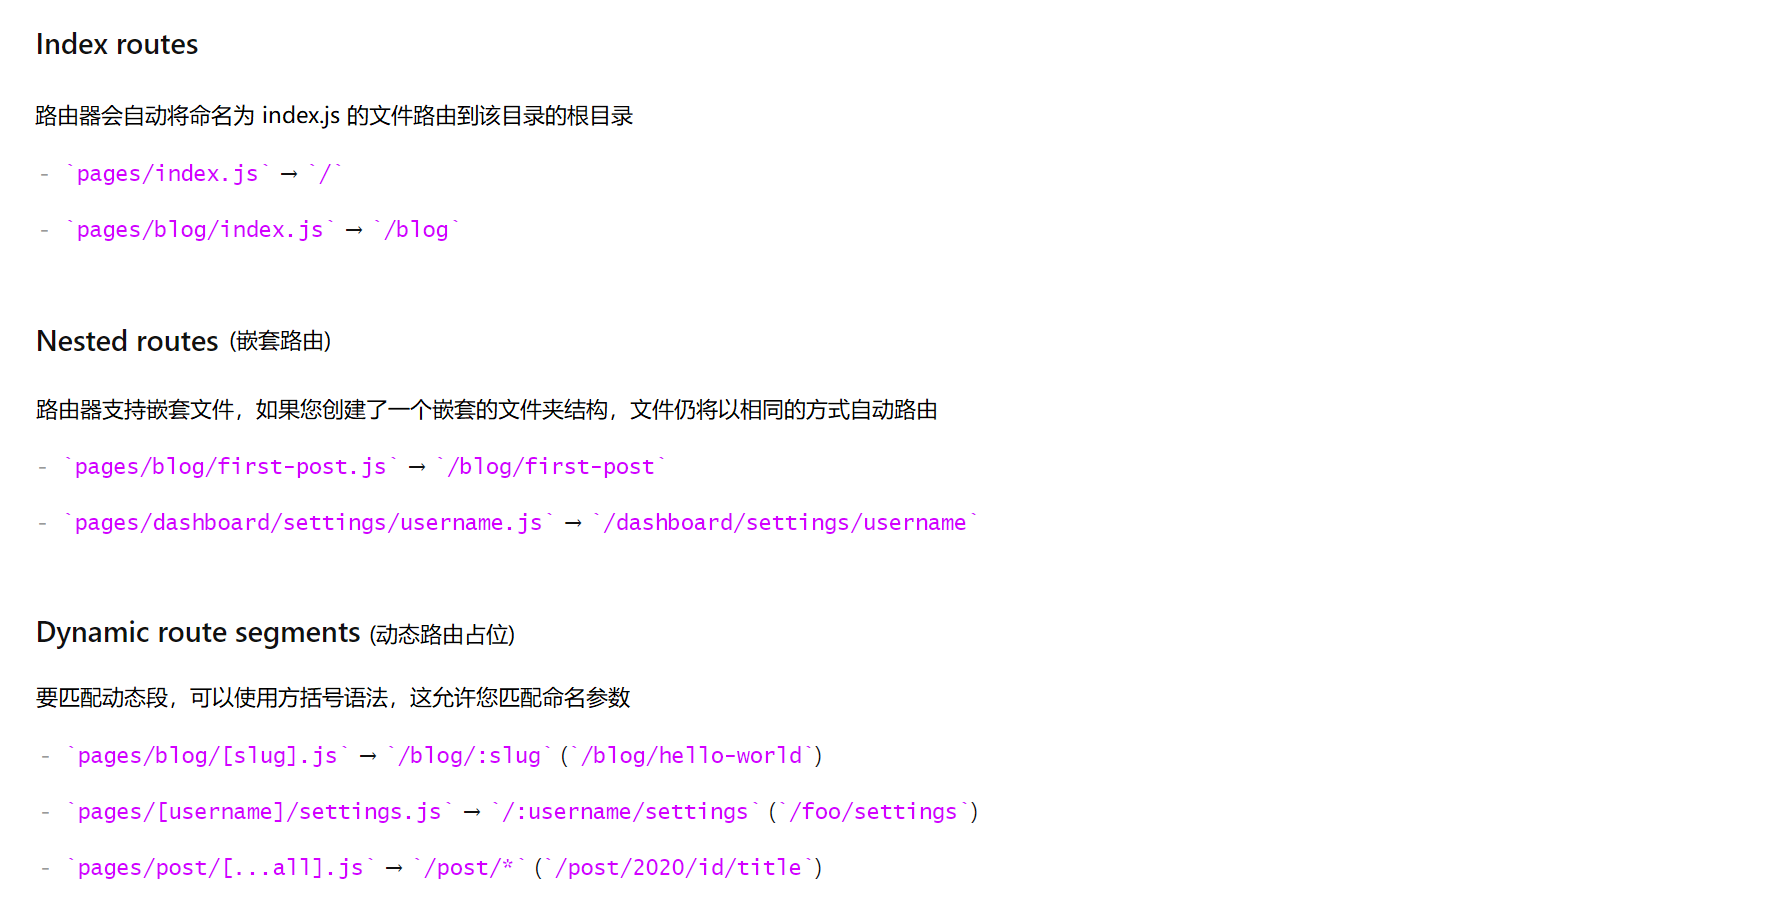 Index routes
路由器会自动将命名为 index.js 的文件路由到该目录的根目录
- `pages/index.js` → `/`
- `pages/blog/index.js` → `/blog`
Nested routes (嵌套路由)
路由器支持嵌套文件，如果您创建了一个嵌套的文件夹结构，文件仍将以相同的方式自动路由
- `pages/blog/first-post.js` → `/blog/first-post`
- `pages/dashboard/settings/username.js` → `/dashboard/settings/username`
Dynamic route segments (动态路由占位)
要匹配动态段，可以使用方括号语法，这允许您匹配命名参数
- `pages/blog/[slug].js` → `/blog/:slug` (`/blog/hello-world`)
- `pages/[username]/settings.js` → `/:username/settings` (`/foo/settings`)
- `pages/post/[...all].js` → `/post/*` (`/post/2020/id/title`)